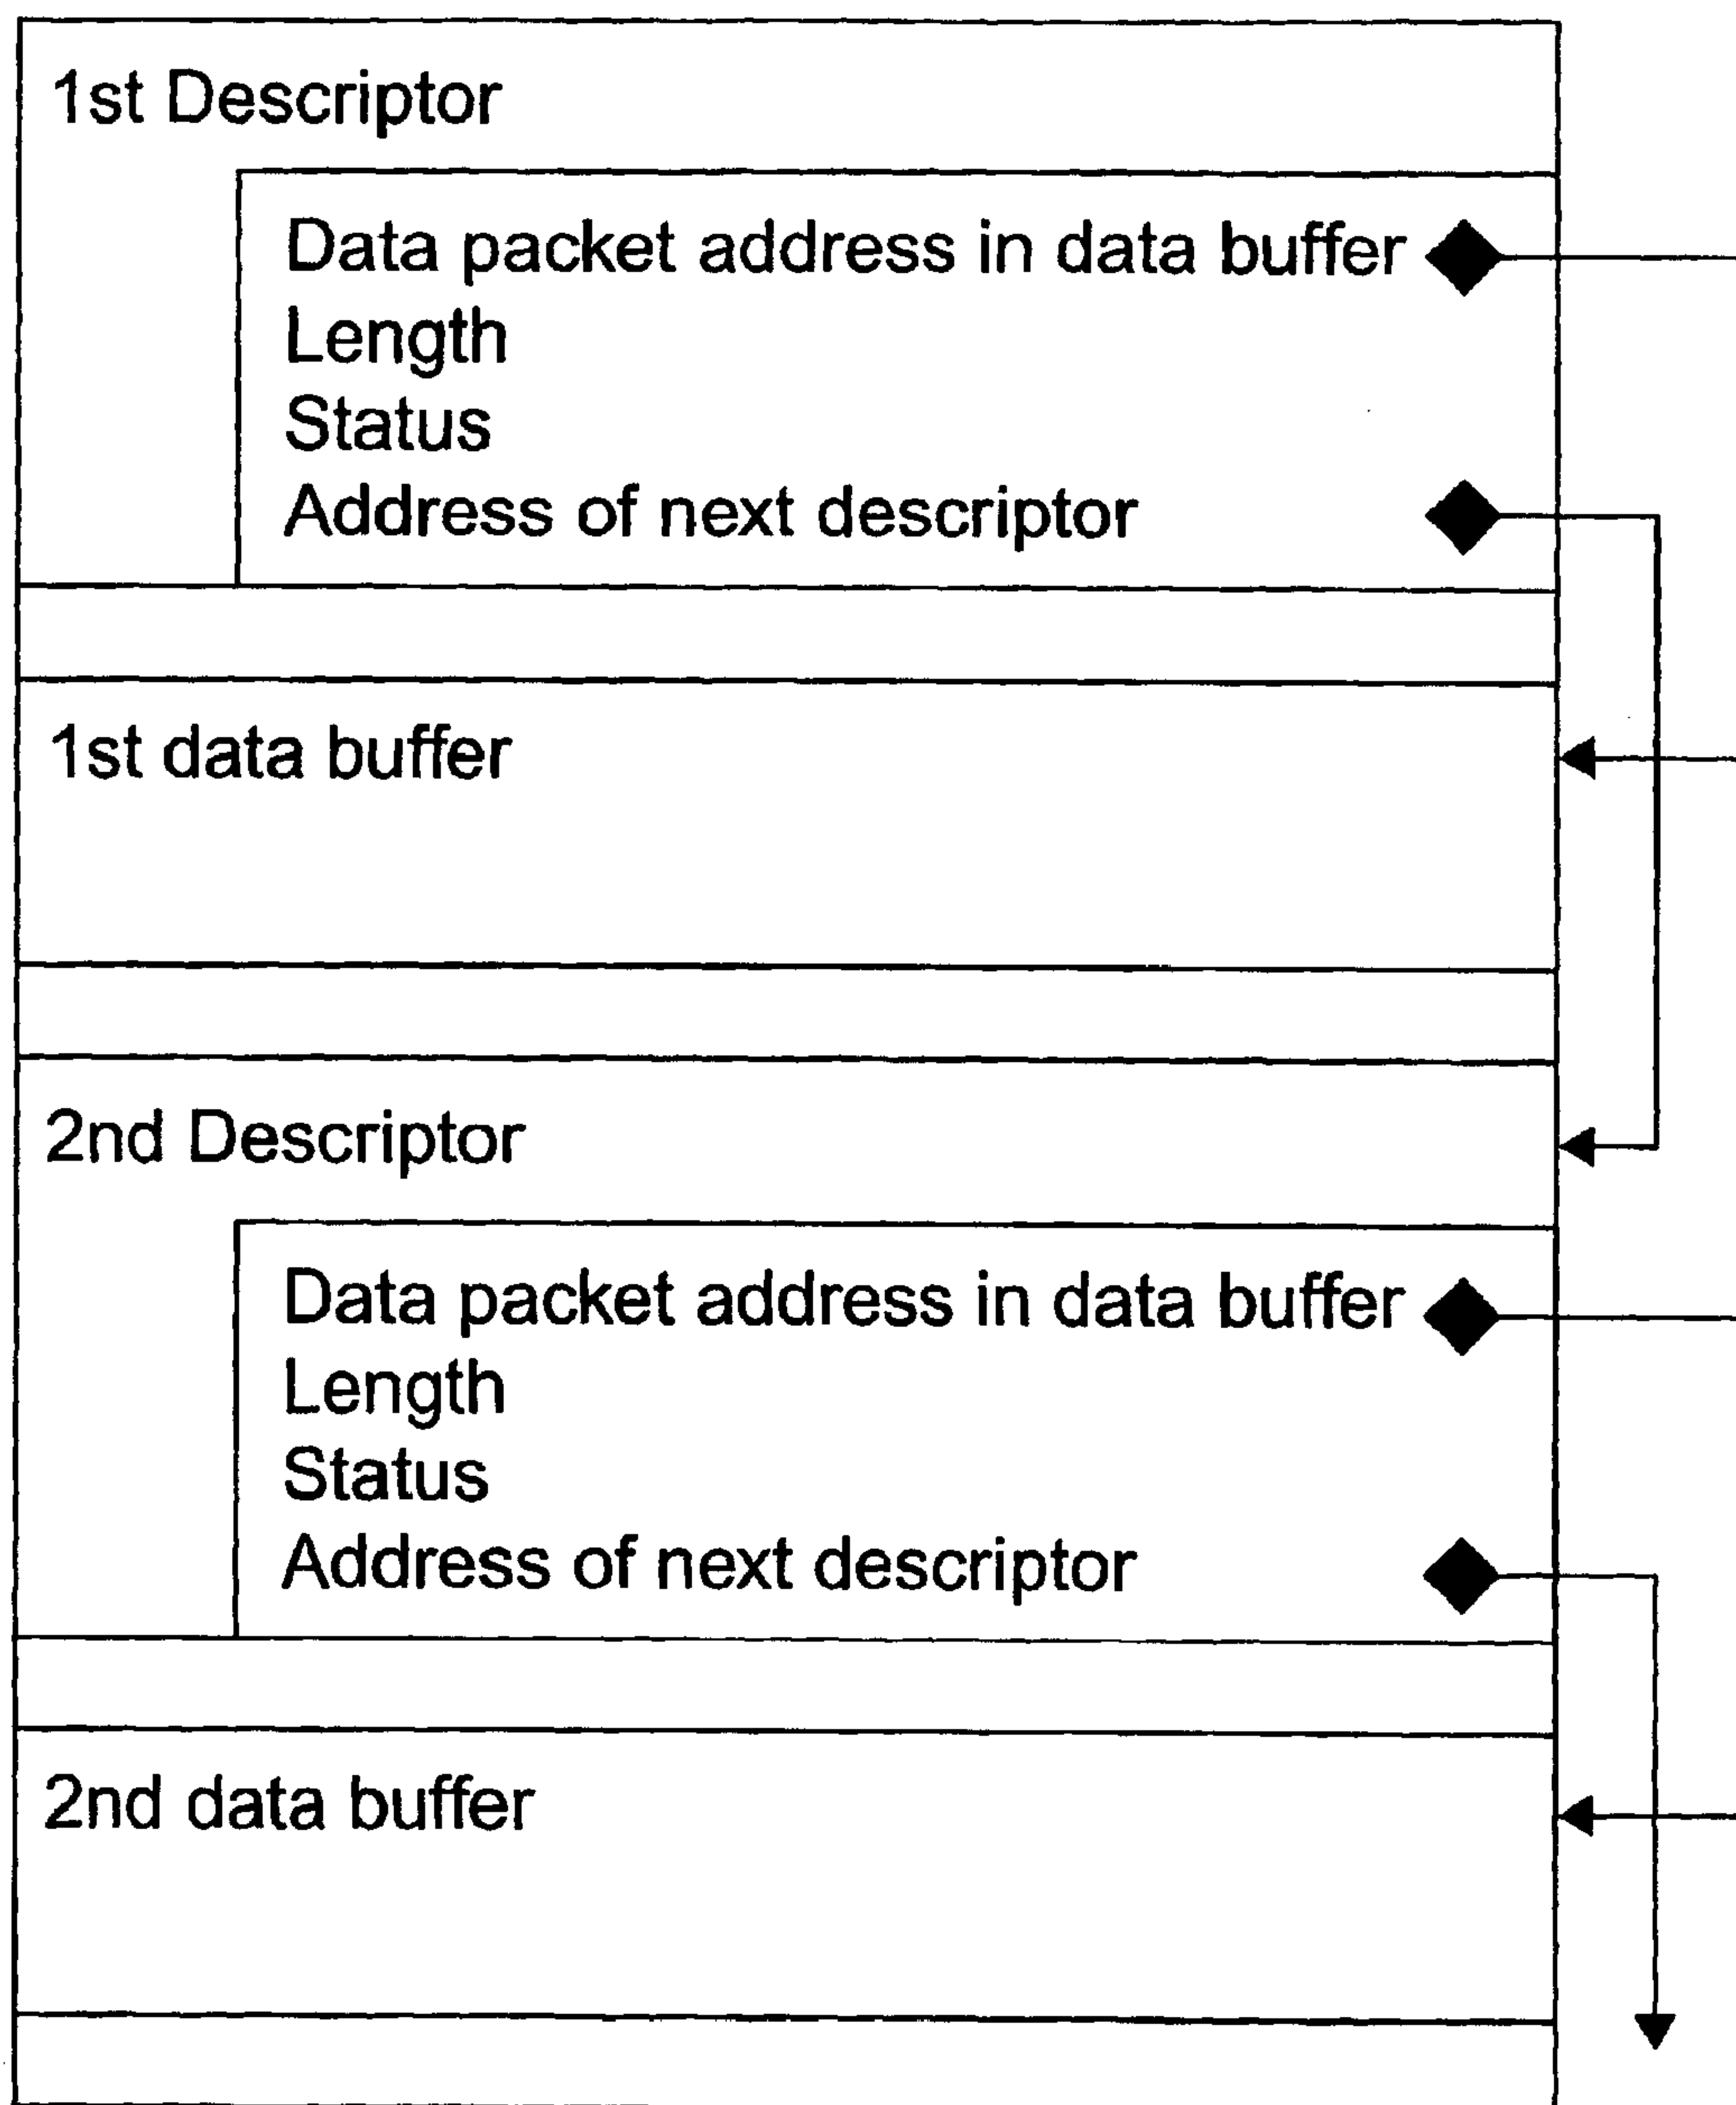 1st Descriptor
Data packet address in data buffer
Length
Status
Address of next descriptor
1st data buffer
2nd Descriptor
Data packet address in data buffer
Length
Status
Address of next descriptor
2nd data buffer